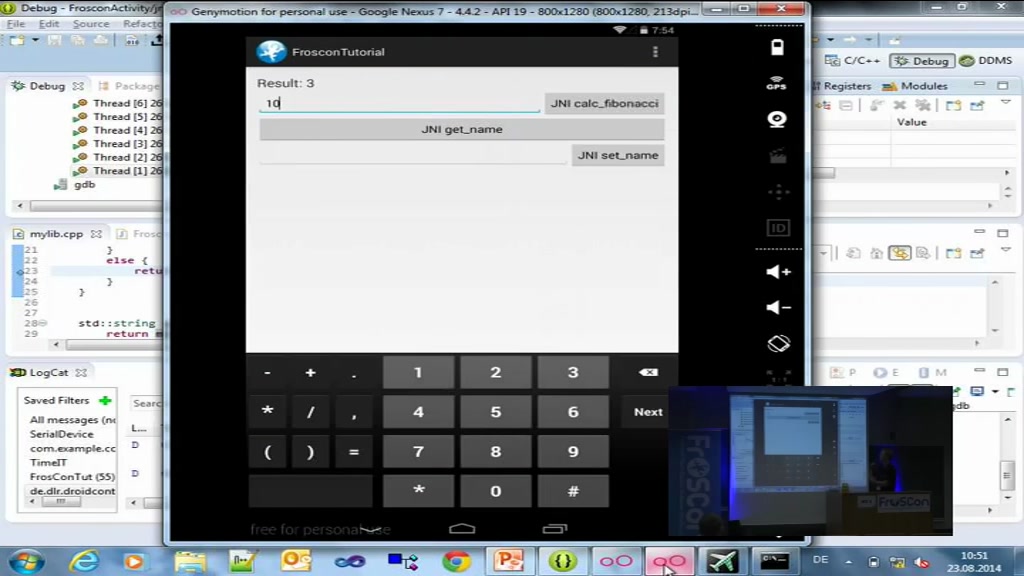 Debug - FrosconActivity/j
Genymotion for personal use - Google Nexus 7 - 4.4.2 - API 19 - 800x1280 (800x1280, 213dpi...
File Edit Source Refacto
7:54
FrosconTutorial
C/C++ Debug DDMS
GPS
Debug Package
Registers Modules
Result: 3
10 JNI calc_fibonacci
JNI get_name
JNI set_name
Value
Thread [6] 26
Thread [5] 26
Thread [4] 26
Thread [3] 26
Thread [2] 26
Thread [1] 26
gdb
ID
mylib.cpp Fros
21 }
22 else {
23 retu
24 }
25 }
26
27
28 std::string
29 return m
LogCat
Saved Filters Searc
All messages (no
SerialDevice
com.example.cc
TimeIT
FrosConTut (55)
de.dlr.droidcont
L...
D
D
P E M
gdb
- + . 1 2 3
* / , 4 5 6 Next
( ) = 7 8 9
* 0 #
free for personal use
FrosCon
FrosCon
DE 10:51
23.08.2014